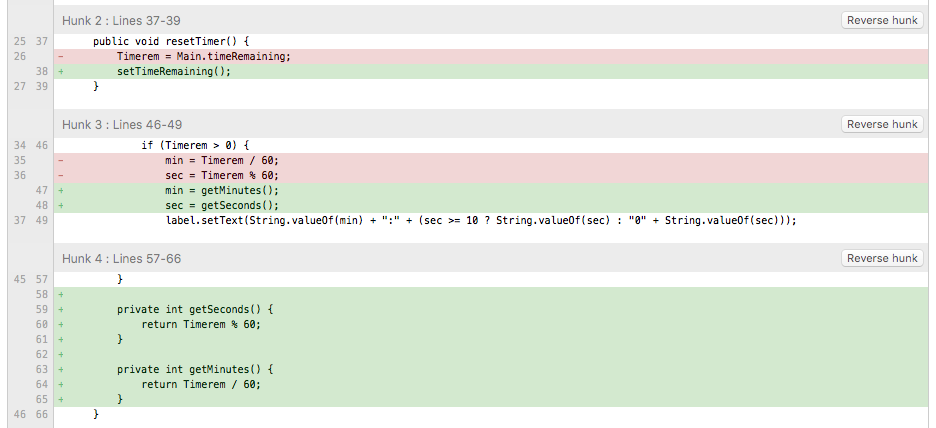 Hunk 2 : Lines 37-39 Reverse hunk
25 37 public void resetTimer() {
26 - Timerem = Main.timeRemaining;
38 + setTimeRemaining();
27 39 }
Hunk 3 : Lines 46-49 Reverse hunk
34 46 if (Timerem > 0) {
35 - min = Timerem / 60;
36 - sec = Timerem % 60;
47 + min = getMinutes();
48 + sec = getSeconds();
37 49 label.setText(String.valueOf(min) + ":" + (sec >= 10 ? String.valueOf(sec) : "0" + String.valueOf(sec)));
Hunk 4 : Lines 57-66 Reverse hunk
45 57 }
58 +
59 + private int getSeconds() {
60 + return Timerem % 60;
61 + }
62 +
63 + private int getMinutes() {
64 + return Timerem / 60;
65 + }
46 66 }